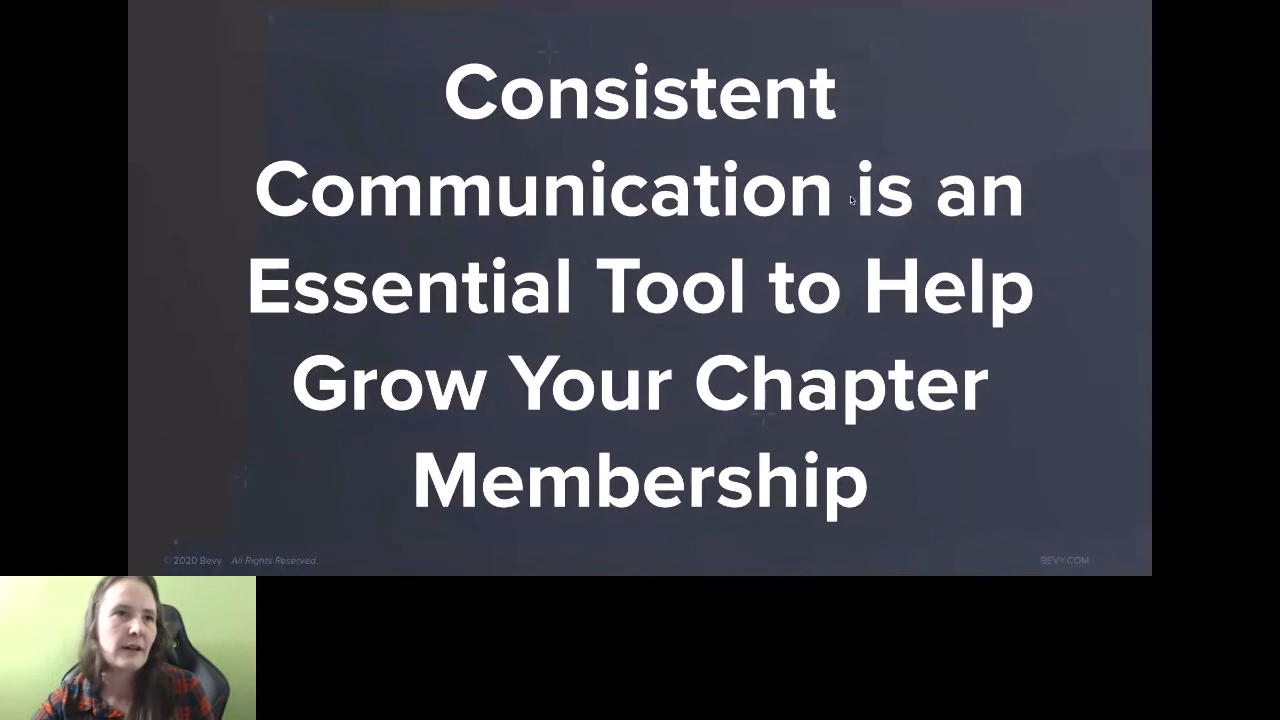 Consistent
Communication is an
Essential Tool to Help
Grow Your Chapter
Membership
© 2020 Bevy All Rights Reserved.
BEVY.COM